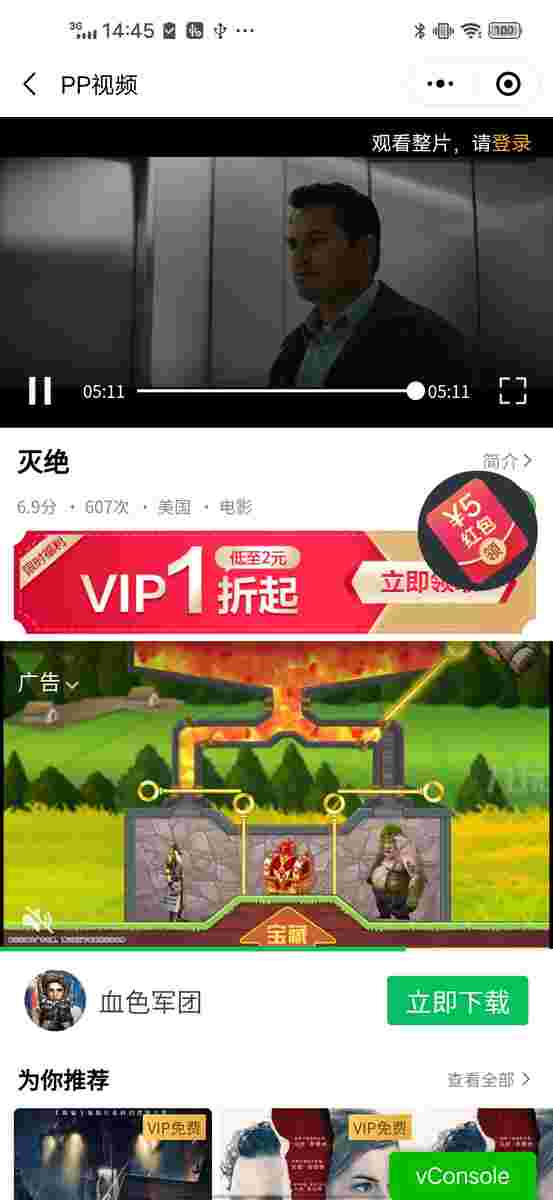 3G 14:45 100
PP视频
观看整片，请登录
05:11 05:11
灭绝
简介
6.9分 · 607次 · 美国 · 电影
¥5
红包
领
限时福利
VIP1折起
低至2元
立即领
广告
宝藏
血色军团
立即下载
为你推荐
查看全部
VIP免费
VIP免费
vConsole